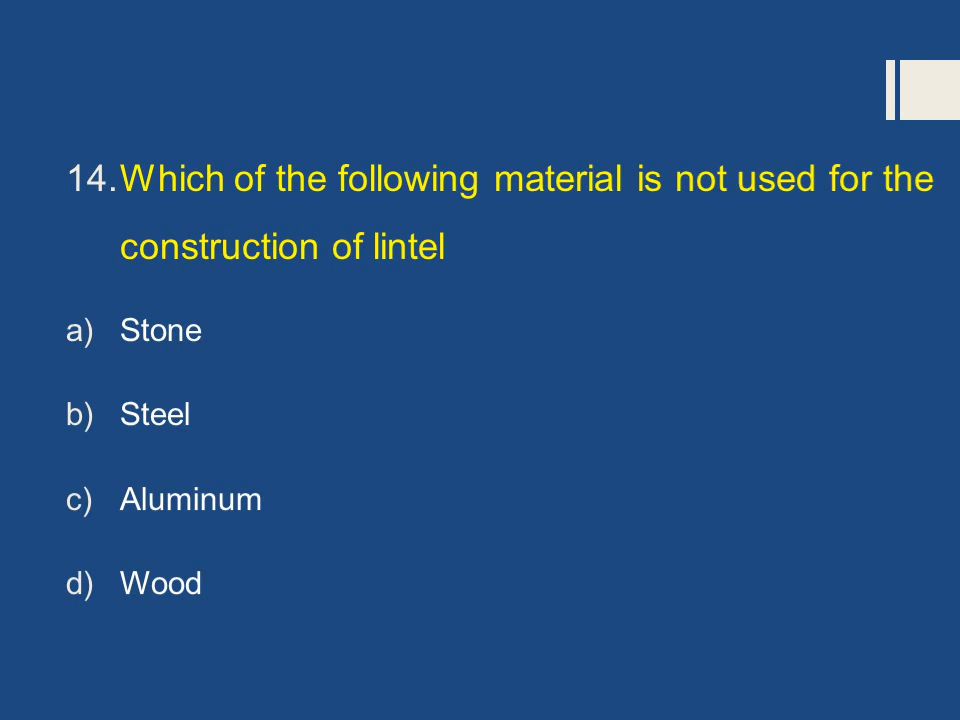 14. Which of the following material is not used for the
construction of lintel
a) Stone
b) Steel
c) Aluminum
d) Wood